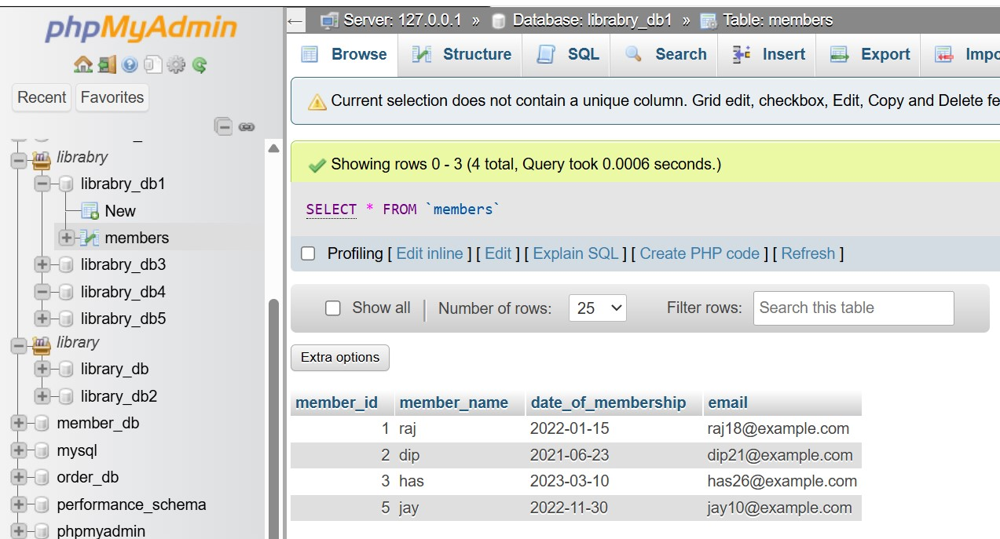 phpMyAdmin
Recent Favorites
librabry
librabry_db1
New
members
librabry_db3
librabry_db4
librabry_db5
library
library_db
library_db2
member_db
mysql
order_db
performance_schema
phpmyadmin
← Server: 127.0.0.1 » Database: librabry_db1 » Table: members
Browse Structure SQL Search Insert Export Impo
Current selection does not contain a unique column. Grid edit, checkbox, Edit, Copy and Delete fe
Showing rows 0 - 3 (4 total, Query took 0.0006 seconds.)
SELECT * FROM `members`
Profiling [ Edit inline ] [ Edit ] [ Explain SQL ] [ Create PHP code ] [ Refresh ]
Show all | Number of rows: 25 Filter rows: Search this table
Extra options
member_id member_name date_of_membership email
1 raj 2022-01-15 raj18@example.com
2 dip 2021-06-23 dip21@example.com
3 has 2023-03-10 has26@example.com
5 jay 2022-11-30 jay10@example.com